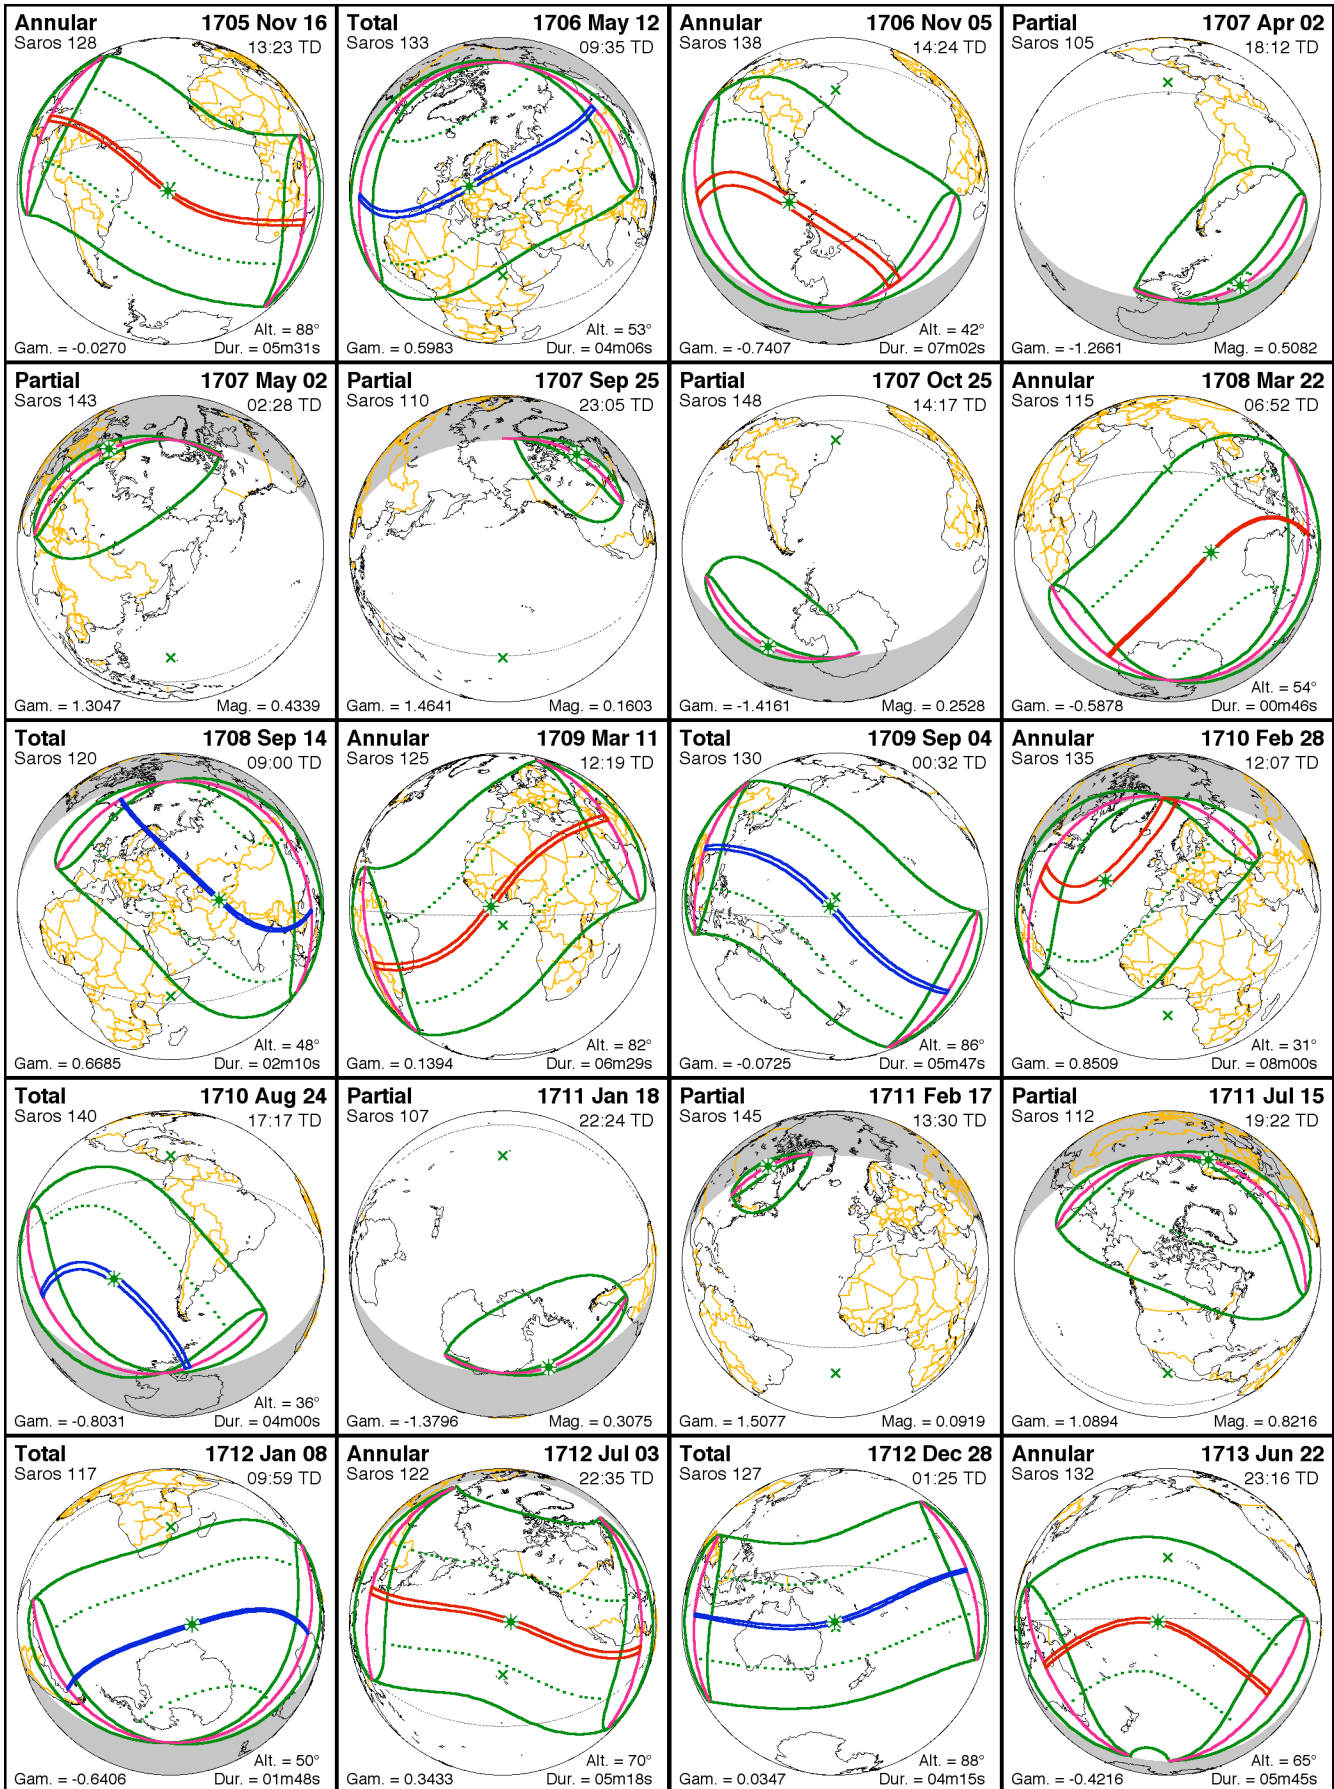 Annular 1705 Nov 16
Saros 128 13:23 TD
Alt. = 88°
Gam. = -0.0270 Dur. = 05m31s
Total 1706 May 12
Saros 133 09:35 TD
Alt. = 53°
Gam. = 0.5983 Dur. = 04m06s
Annular 1706 Nov 05
Saros 138 14:24 TD
Alt. = 42°
Gam. = -0.7407 Dur. = 07m02s
Partial 1707 Apr 02
Saros 105 18:12 TD
Gam. = -1.2661 Mag. = 0.5082
Partial 1707 May 02
Saros 143 02:28 TD
Gam. = 1.3047 Mag. = 0.4339
Partial 1707 Sep 25
Saros 110 23:05 TD
Gam. = 1.4641 Mag. = 0.1603
Partial 1707 Oct 25
Saros 148 14:17 TD
Gam. = -1.4161 Mag. = 0.2528
Annular 1708 Mar 22
Saros 115 06:52 TD
Alt. = 54°
Gam. = -0.5878 Dur. = 00m46s
Total 1708 Sep 14
Saros 120 09:00 TD
Alt. = 48°
Gam. = 0.6685 Dur. = 02m10s
Annular 1709 Mar 11
Saros 125 12:19 TD
Alt. = 82°
Gam. = 0.1394 Dur. = 06m29s
Total 1709 Sep 04
Saros 130 00:32 TD
Alt. = 86°
Gam. = -0.0725 Dur. = 05m47s
Annular 1710 Feb 28
Saros 135 12:07 TD
Alt. = 31°
Gam. = 0.8509 Dur. = 08m00s
Total 1710 Aug 24
Saros 140 17:17 TD
Alt. = 36°
Gam. = -0.8031 Dur. = 04m00s
Partial 1711 Jan 18
Saros 107 22:24 TD
Gam. = -1.3796 Mag. = 0.3075
Partial 1711 Feb 17
Saros 145 13:30 TD
Gam. = 1.5077 Mag. = 0.0919
Partial 1711 Jul 15
Saros 112 19:22 TD
Gam. = 1.0894 Mag. = 0.8216
Total 1712 Jan 08
Saros 117 09:59 TD
Alt. = 50°
Gam. = -0.6406 Dur. = 01m48s
Annular 1712 Jul 03
Saros 122 22:35 TD
Alt. = 70°
Gam. = 0.3433 Dur. = 05m18s
Total 1712 Dec 28
Saros 127 01:25 TD
Alt. = 88°
Gam. = 0.0347 Dur. = 04m15s
Annular 1713 Jun 22
Saros 132 23:16 TD
Alt. = 65°
Gam. = -0.4216 Dur. = 05m45s